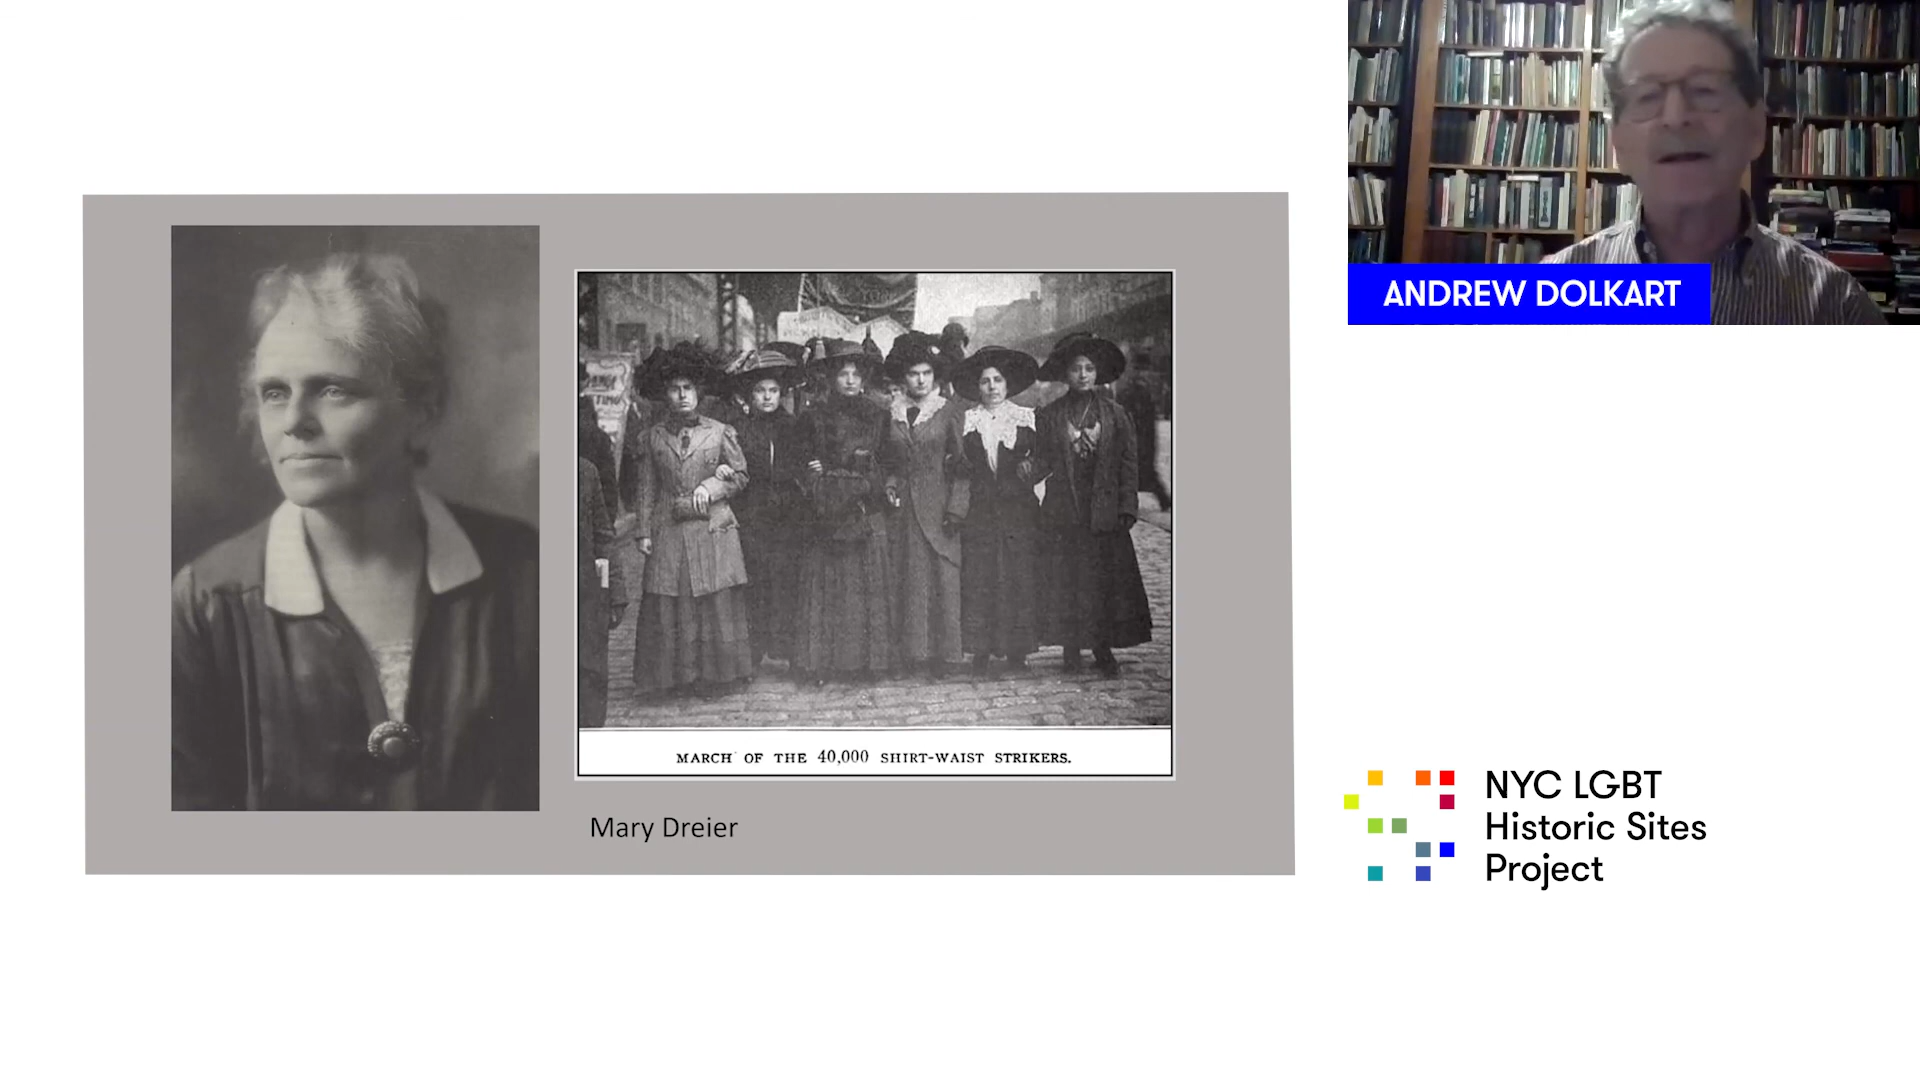 ANDREW DOLKART
MARCH OF THE 40,000 SHIRT-WAIST STRIKERS.
Mary Dreier
NYC LGBT
Historic Sites
Project